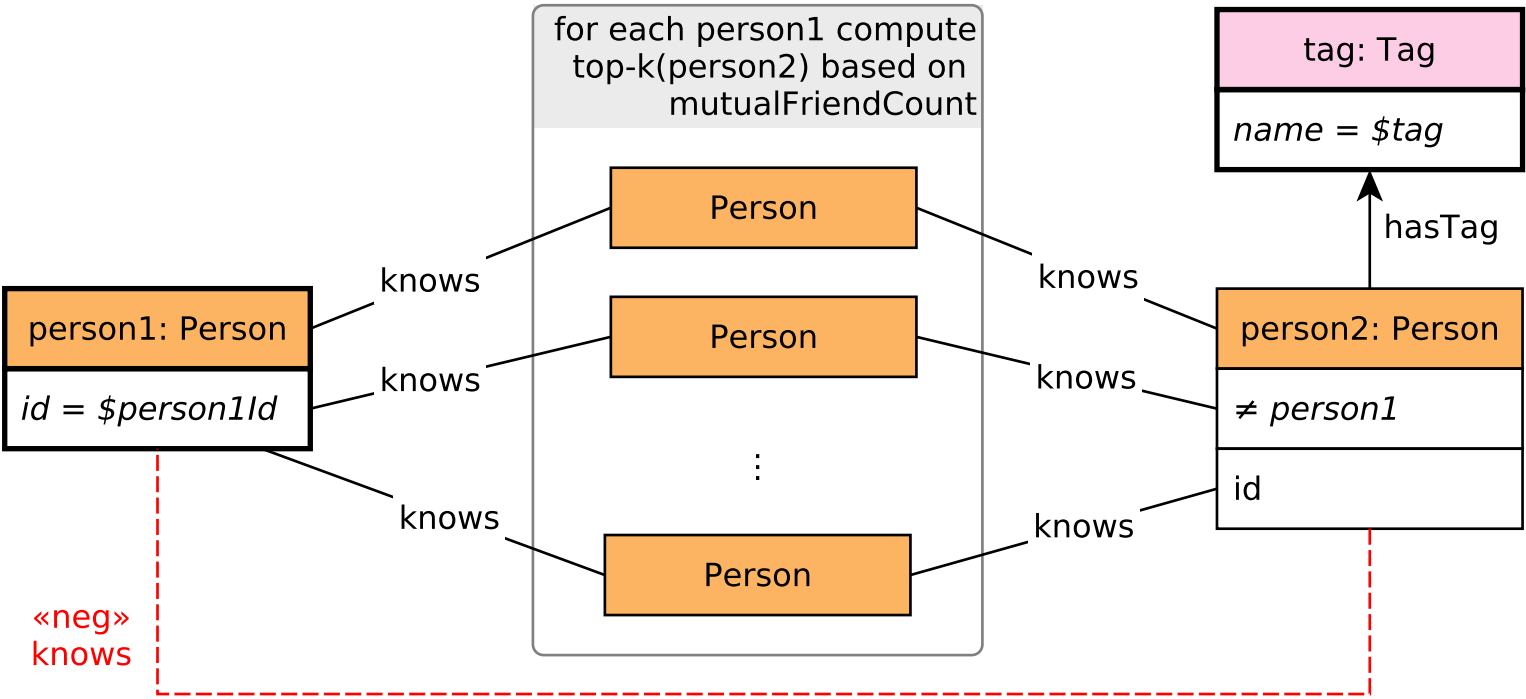 for each person1 compute
top-k(person2) based on
mutualFriendCount
tag: Tag
name = $tag
hasTag
Person
knows
knows
Person
knows
knows
person1: Person
id = $person1Id
person2: Person
≠ person1
id
⋮
knows
knows
Person
«neg»
knows